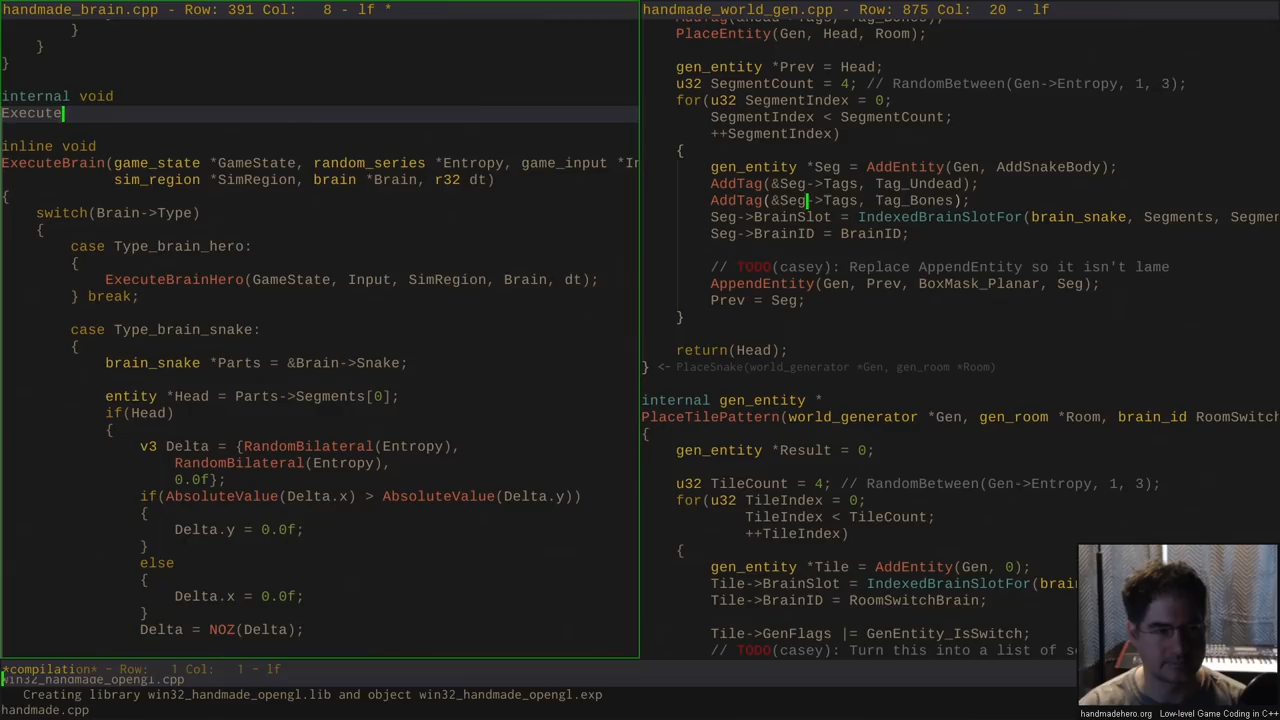 handmade_brain.cpp - Row: 391 Col:   8 - lf *
        }
    }
}
internal void
Execute
inline void
ExecuteBrain(game_state *GameState, random_series *Entropy, game_input *In
             sim_region *SimRegion, brain *Brain, r32 dt)
{
    switch(Brain->Type)
    {
        case Type_brain_hero:
        {
            ExecuteBrainHero(GameState, Input, SimRegion, Brain, dt);
        } break;
        case Type_brain_snake:
        {
            brain_snake *Parts = &Brain->Snake;
            entity *Head = Parts->Segments[0];
            if(Head)
            {
                v3 Delta = {RandomBilateral(Entropy),
                    RandomBilateral(Entropy),
                    0.0f};
                if(AbsoluteValue(Delta.x) > AbsoluteValue(Delta.y))
                {
                    Delta.y = 0.0f;
                }
                else
                {
                    Delta.x = 0.0f;
                }
                Delta = NOZ(Delta);
handmade_world_gen.cpp - Row: 875 Col:  20 - lf
    AddTag(&Head->Tags, Tag_Bones);
    PlaceEntity(Gen, Head, Room);
    gen_entity *Prev = Head;
    u32 SegmentCount = 4; // RandomBetween(Gen->Entropy, 1, 3);
    for(u32 SegmentIndex = 0;
        SegmentIndex < SegmentCount;
        ++SegmentIndex)
    {
        gen_entity *Seg = AddEntity(Gen, AddSnakeBody);
        AddTag(&Seg->Tags, Tag_Undead);
        AddTag(&Seg->Tags, Tag_Bones);
        Seg->BrainSlot = IndexedBrainSlotFor(brain_snake, Segments, Segmen
        Seg->BrainID = BrainID;
        // TODO(casey): Replace AppendEntity so it isn't lame
        AppendEntity(Gen, Prev, BoxMask_Planar, Seg);
        Prev = Seg;
    }
    return(Head);
} <- PlaceSnake(world_generator *Gen, gen_room *Room)
internal gen_entity *
PlaceTilePattern(world_generator *Gen, gen_room *Room, brain_id RoomSwitch
{
    gen_entity *Result = 0;
    u32 TileCount = 4; // RandomBetween(Gen->Entropy, 1, 3);
    for(u32 TileIndex = 0;
            TileIndex < TileCount;
            ++TileIndex)
    {
        gen_entity *Tile = AddEntity(Gen, 0);
        Tile->BrainSlot = IndexedBrainSlotFor(brai
        Tile->BrainID = RoomSwitchBrain;
        Tile->GenFlags |= GenEntity_IsSwitch;
        // TODO(casey): Turn this into a list of s
*compilation* - Row:   1 Col:   1 - lf
win32_handmade_opengl.cpp
   Creating library win32_handmade_opengl.lib and object win32_handmade_opengl.exp
handmade.cpp
handmadehero.org   Low-level Game Coding in C++